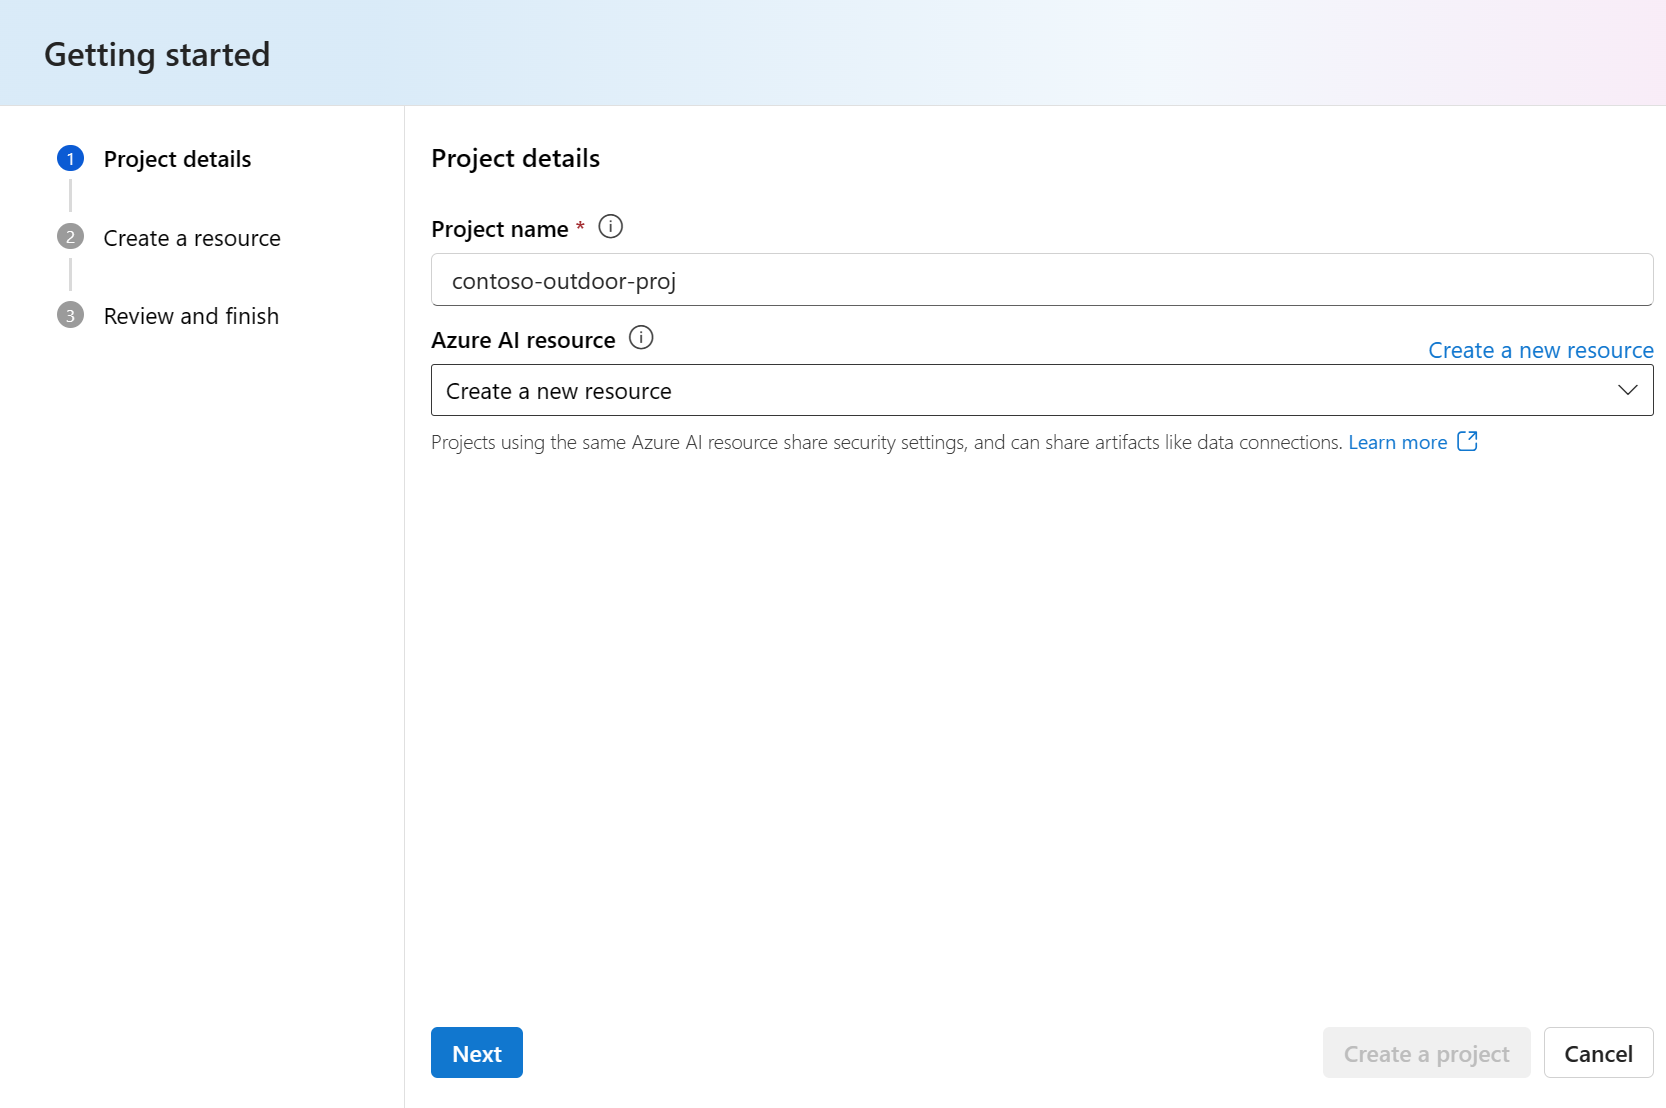 Getting started
1 Project details
2 Create a resource
3 Review and finish
Project details
Project name *
contoso-outdoor-proj
Azure AI resource
Create a new resource
Create a new resource
Projects using the same Azure AI resource share security settings, and can share artifacts like data connections. Learn more
Next
Create a project
Cancel